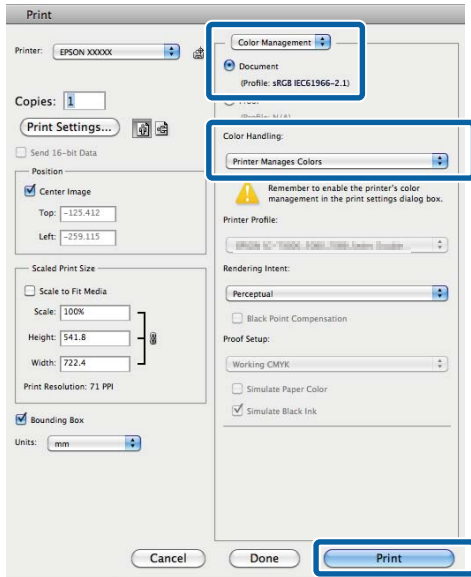 Print
Printer: EPSON XXXXX
Copies: 1
Print Settings...
Send 16-bit Data
Position
Center Image
Top: -125.412
Left: -259.115
Scaled Print Size
Scale to Fit Media
Scale: 100%
Height: 541.8
Width: 722.4
Print Resolution: 71 PPI
Bounding Box
Units: mm
Color Management
Document
(Profile: sRGB IEC61966-2.1)
Color Handling:
Printer Manages Colors
Remember to enable the printer's color
management in the print settings dialog box.
Printer Profile:
Rendering Intent:
Perceptual
Black Point Compensation
Proof Setup:
Working CMYK
Simulate Paper Color
Simulate Black Ink
Cancel
Done
Print